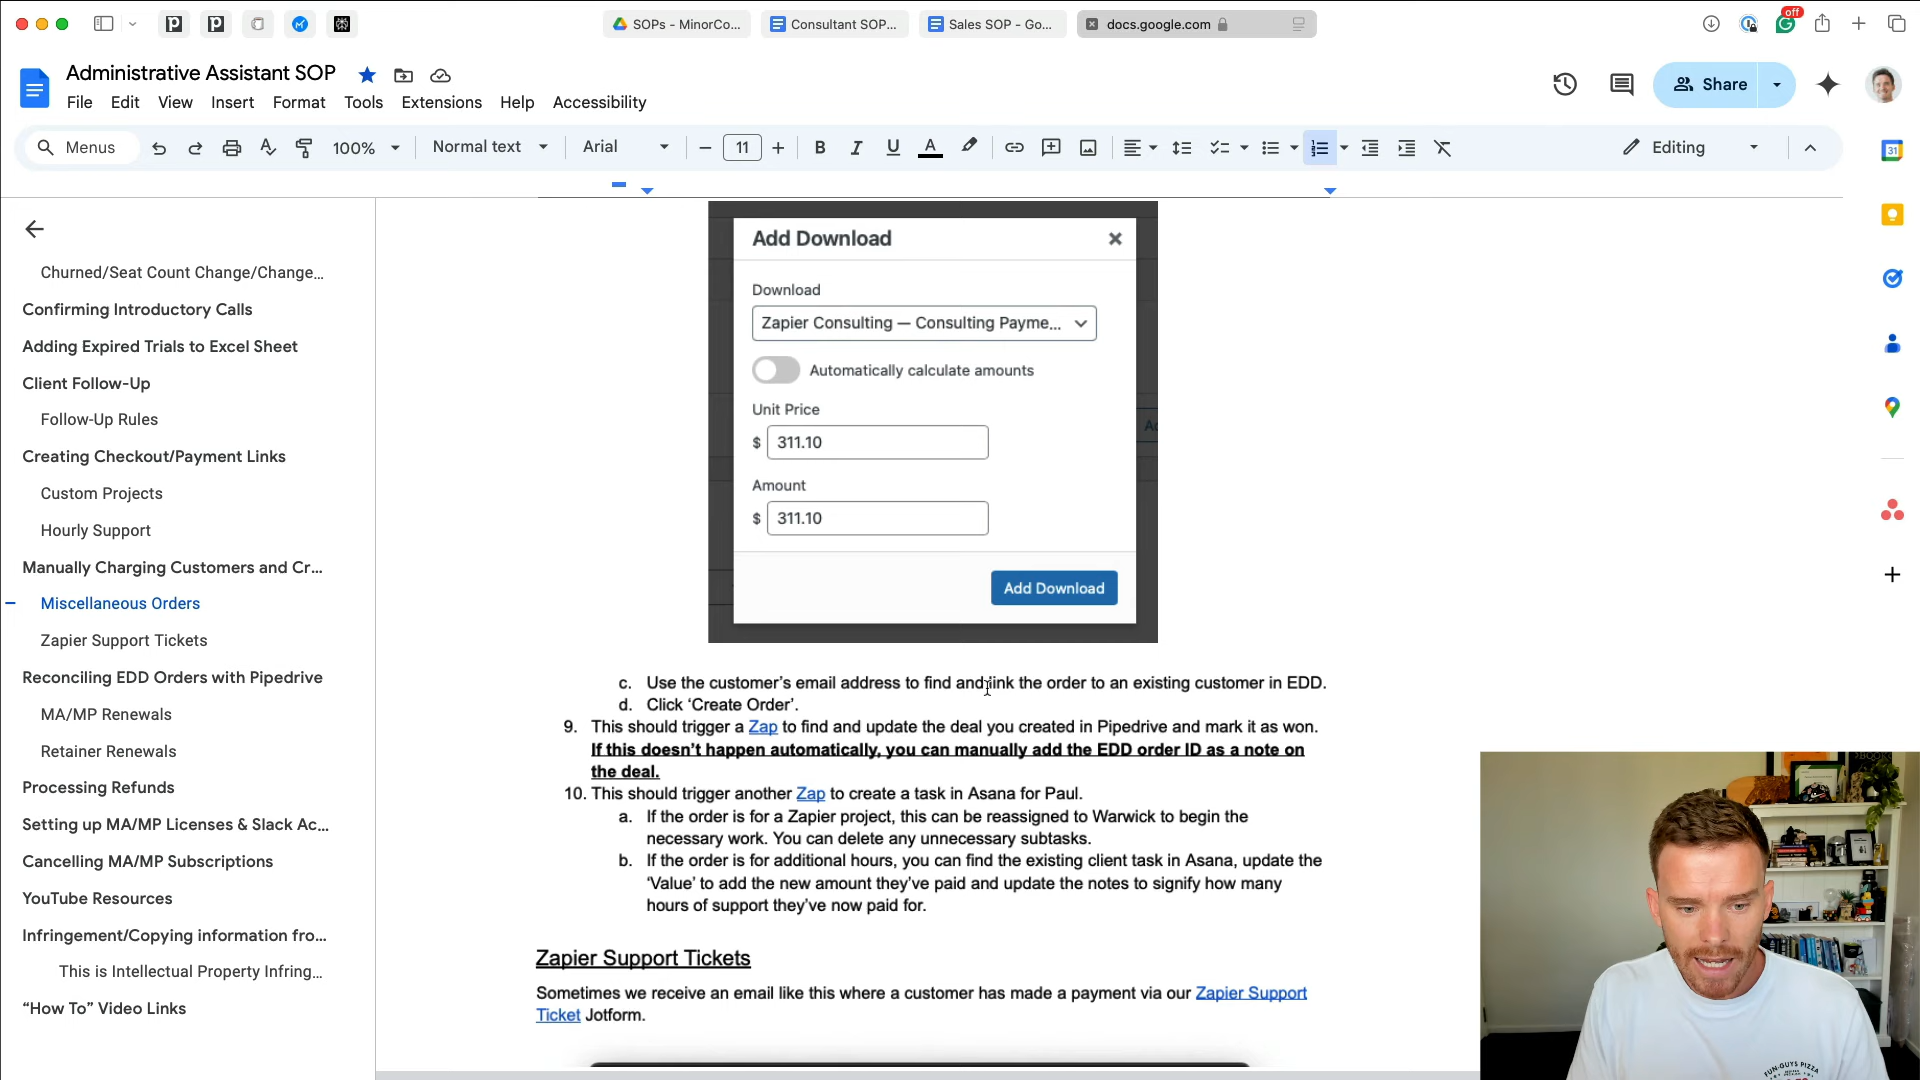 SOPs - MinorCo...
Consultant SOP...
Sales SOP - Go...
docs.google.com
off
Administrative Assistant SOP
File Edit View Insert Format Tools Extensions Help Accessibility
Share
Menus
100%
Normal text
Arial
11
Editing
31
Churned/Seat Count Change/Change...
Confirming Introductory Calls
Adding Expired Trials to Excel Sheet
Client Follow-Up
Follow-Up Rules
Creating Checkout/Payment Links
Custom Projects
Hourly Support
Manually Charging Customers and Cr...
Miscellaneous Orders
Zapier Support Tickets
Reconciling EDD Orders with Pipedrive
MA/MP Renewals
Retainer Renewals
Processing Refunds
Setting up MA/MP Licenses & Slack Ac...
Cancelling MA/MP Subscriptions
YouTube Resources
Infringement/Copying information fro...
This is Intellectual Property Infring...
“How To” Video Links
Add Download
Download
Zapier Consulting — Consulting Payme...
Automatically calculate amounts
Unit Price
$ 311.10
Amount
$ 311.10
Add Download
c. Use the customer’s email address to find and link the order to an existing customer in EDD.
d. Click ‘Create Order’.
9. This should trigger a Zap to find and update the deal you created in Pipedrive and mark it as won.
If this doesn’t happen automatically, you can manually add the EDD order ID as a note on
the deal.
10. This should trigger another Zap to create a task in Asana for Paul.
a. If the order is for a Zapier project, this can be reassigned to Warwick to begin the
necessary work. You can delete any unnecessary subtasks.
b. If the order is for additional hours, you can find the existing client task in Asana, update the
‘Value’ to add the new amount they’ve paid and update the notes to signify how many
hours of support they’ve now paid for.
Zapier Support Tickets
Sometimes we receive an email like this where a customer has made a payment via our Zapier Support
Ticket Jotform.
FUN-GUYS PIZZA